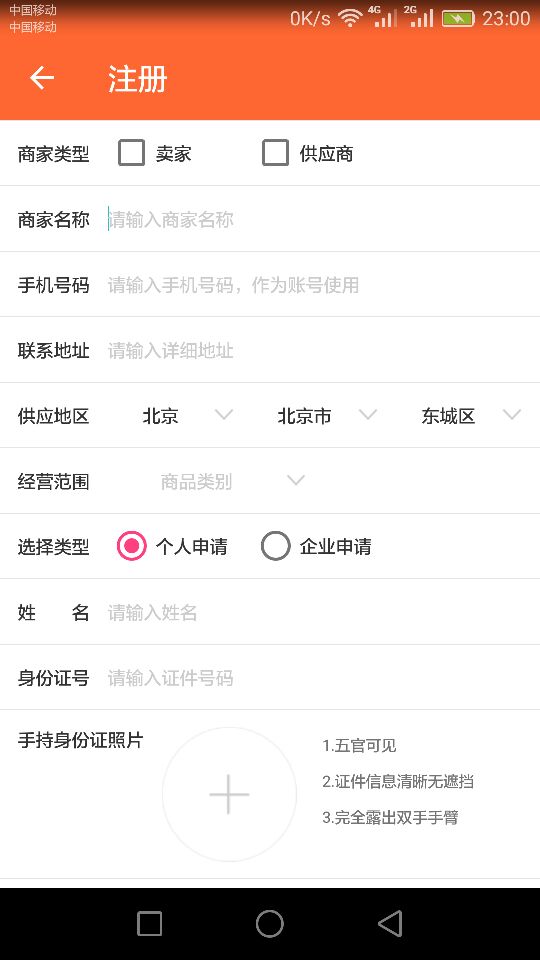 中国移动
中国移动
0K/s 4G 2G 23:00
注册
商家类型 卖家 供应商
商家名称 请输入商家名称
手机号码 请输入手机号码，作为账号使用
联系地址 请输入详细地址
供应地区 北京 北京市 东城区
经营范围 商品类别
选择类型 个人申请 企业申请
姓 名 请输入姓名
身份证号 请输入证件号码
手持身份证照片
1.五官可见
2.证件信息清晰无遮挡
3.完全露出双手手臂